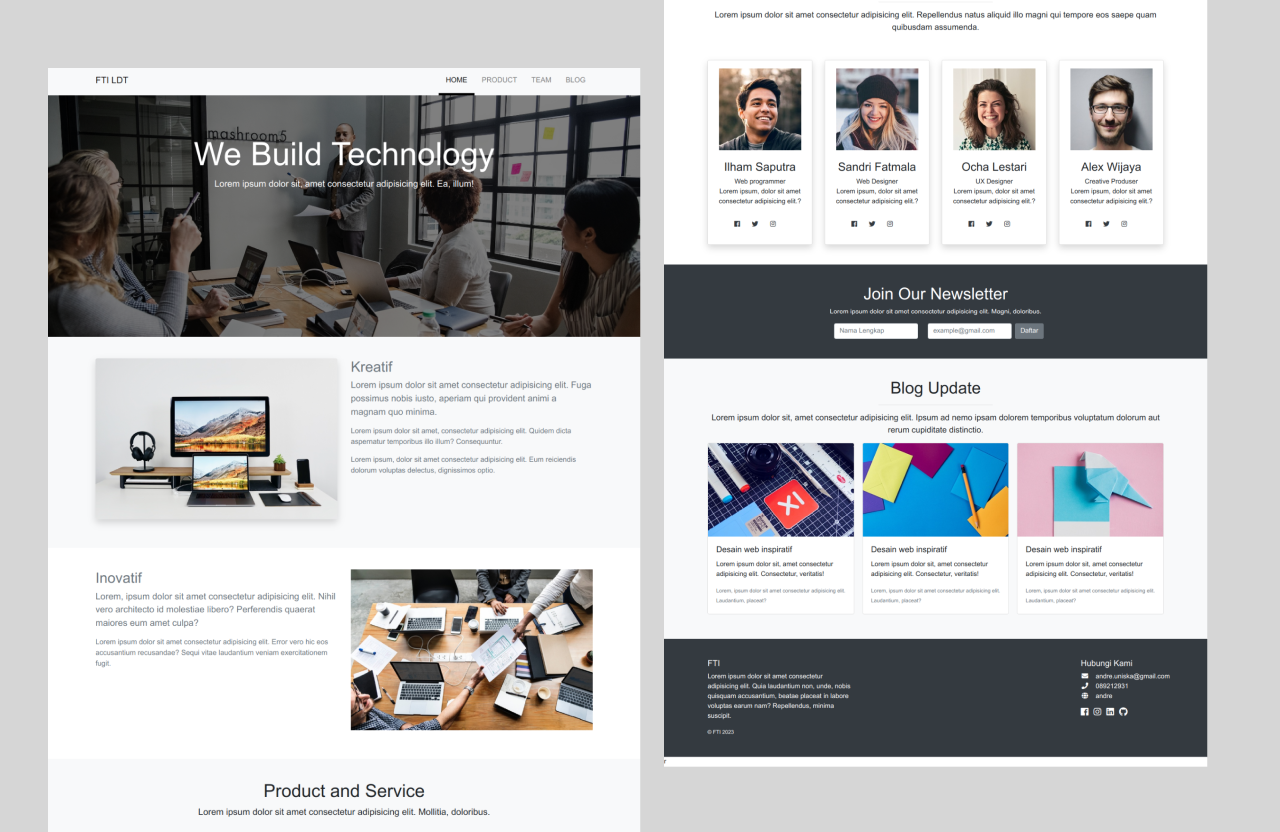 FTI LDT
HOME PRODUCT TEAM BLOG
mashroom5
We Build Technology
Lorem ipsum dolor sit, amet consectetur adipisicing elit. Ea, illum!
Kreatif
Lorem ipsum dolor sit amet consectetur adipisicing elit. Fuga
possimus nobis iusto, aperiam qui provident animi a
magnam quo minima.
Lorem ipsum dolor sit amet, consectetur adipisicing elit. Quidem dicta
aspernatur temporibus illo illum? Consequuntur.
Lorem ipsum dolor sit amet, consectetur adipisicing elit. Eum reiciendis
dolorum voluptas delectus, dignissimos optio.
Inovatif
Lorem, ipsum dolor sit amet consectetur adipisicing elit. Nihil
vero architecto id molestiae libero? Perferendis quaerat
maiores eum amet culpa?
Lorem ipsum dolor sit amet consectetur adipisicing elit. Error vero hic eos
accusantium recusandae? Sequi vitae laudantium veniam exercitationem
fugit.
Product and Service
Lorem ipsum dolor sit amet consectetur adipisicing elit. Mollitia, doloribus.
Lorem ipsum dolor sit amet consectetur adipisicing elit. Repellendus natus aliquid illo magni qui tempore eos saepe quam
quibusdam assumenda.
Ilham Saputra
Web programmer
Lorem, ipsum dolor sit amet
consectetur adipisicing elit.?
Sandri Fatmala
Web Designer
Lorem, ipsum dolor sit amet
consectetur adipisicing elit.?
Ocha Lestari
UX Designer
Lorem, ipsum dolor sit amet
consectetur adipisicing elit.?
Alex Wijaya
Creative Produser
Lorem, ipsum dolor sit amet
consectetur adipisicing elit.?
Join Our Newsletter
Lorem ipsum dolor sit amet consectetur adipisicing elit. Magni, doloribus.
Nama Lengkap example@gmail.com Daftar
Blog Update
Lorem ipsum dolor sit, amet consectetur adipisicing elit. Ipsum ad nemo ipsam dolorem temporibus voluptatum dolorum aut
rerum cupiditate distinctio.
XI
Desain web inspiratif
Lorem ipsum dolor sit, amet consectetur
adipisicing elit. Consectetur, veritatis!
Lorem, ipsum dolor sit amet consectetur adipisicing elit.
Laudantium, placeat?
Desain web inspiratif
Lorem ipsum dolor sit, amet consectetur
adipisicing elit. Consectetur, veritatis!
Lorem, ipsum dolor sit amet consectetur adipisicing elit.
Laudantium, placeat?
Desain web inspiratif
Lorem ipsum dolor sit, amet consectetur
adipisicing elit. Consectetur, veritatis!
Lorem, ipsum dolor sit amet consectetur adipisicing elit.
Laudantium, placeat?
FTI
Lorem ipsum dolor sit amet consectetur
adipisicing elit. Quia laudantium non, unde, nobis
quisquam accusantium, beatae placeat in labore
voluptas earum nam? Repellendus, minima
suscipit.
© FTI 2023
Hubungi Kami
andre.uniska@gmail.com
089212931
andre
r